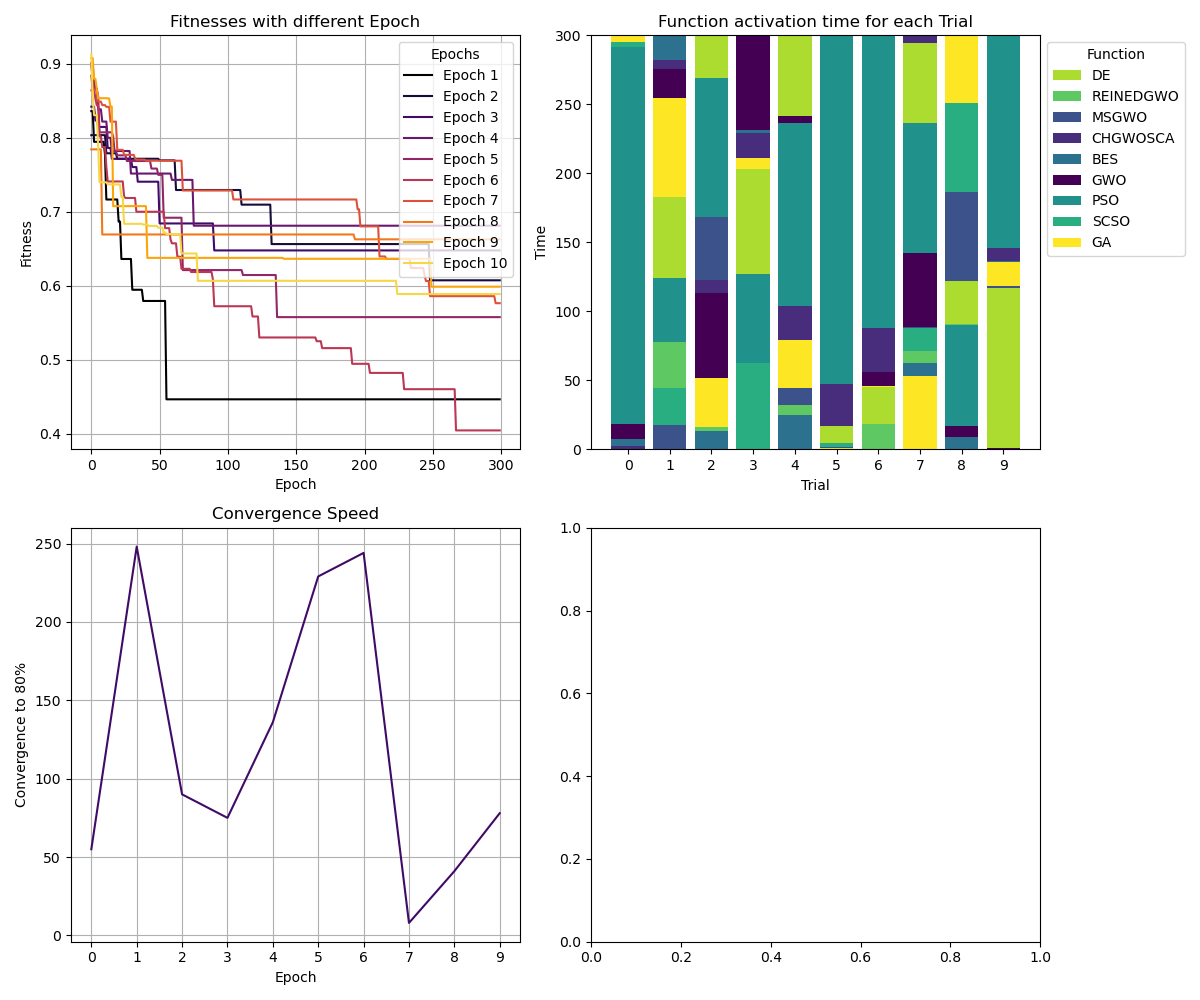 Fitnesses with different Epoch
Fitness
0.9
0.8
0.7
0.6
0.5
0.4
0
50
100
150
200
250
300
Epoch
Epochs
Epoch 1
Epoch 2
Epoch 3
Epoch 4
Epoch 5
Epoch 6
Epoch 7
Epoch 8
Epoch 9
Epoch 10
Function activation time for each Trial
Time
300
250
200
150
100
50
0
0
1
2
3
4
5
6
7
8
9
Trial
Function
DE
REINEDGWO
MSGWO
CHGWOSCA
BES
GWO
PSO
SCSO
GA
Convergence Speed
Convergence to 80%
250
200
150
100
50
0
0
1
2
3
4
5
6
7
8
9
Epoch
1.0
0.8
0.6
0.4
0.2
0.0
0.0
0.2
0.4
0.6
0.8
1.0